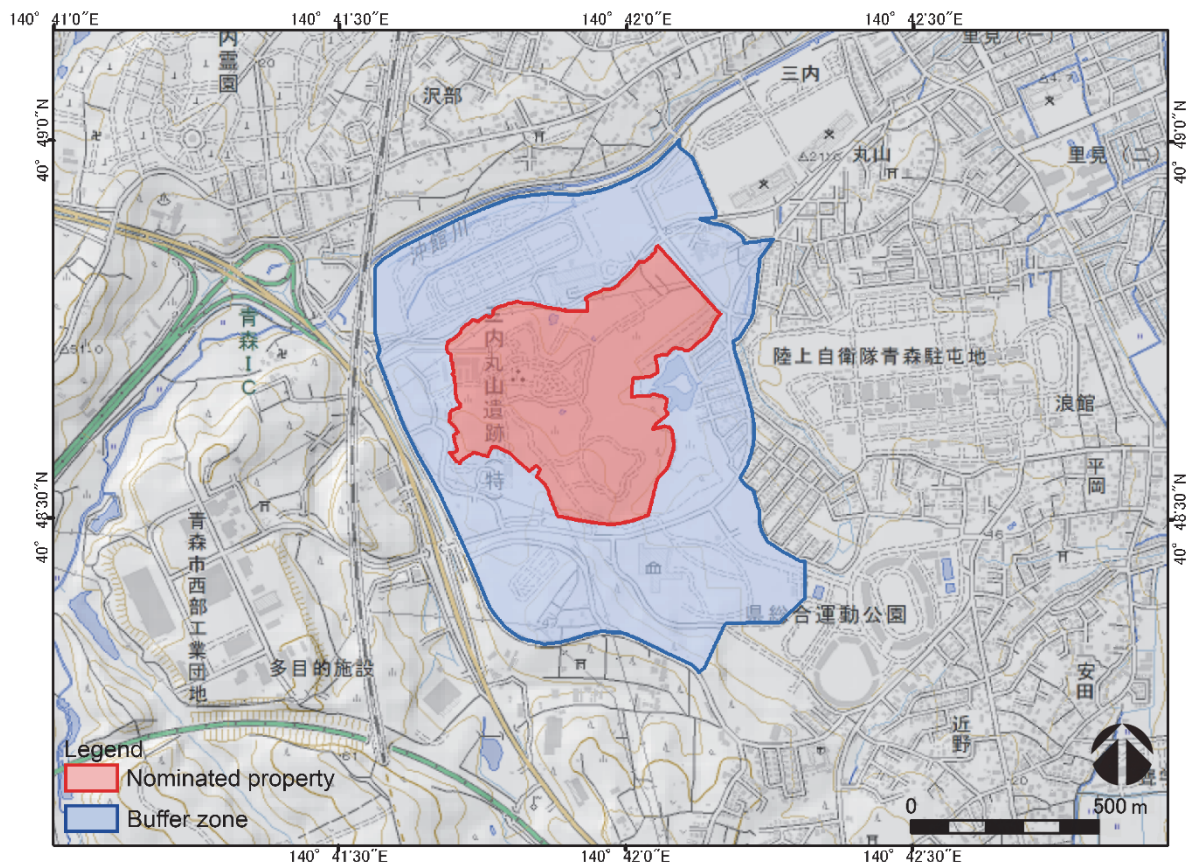 140° 41'0"E
140° 41'30"E
140° 42'0"E
140° 42'30"E
内霊園
20
沢部
三内
里見（一）
40° 49'0"N
40° 49'0"N
丸山
里見（二）
沖館川
青森IC
三内丸山遺跡（特）
陸上自衛隊青森駐屯地
浪館
平岡
40° 48'30"N
40° 48'30"N
青森市西部工業団地
県総合運動公園
多目的施設
安田
近野
61
20
Legend
Nominated property
Buffer zone
0
500 m
140° 41'30"E
140° 42'0"E
140° 42'30"E